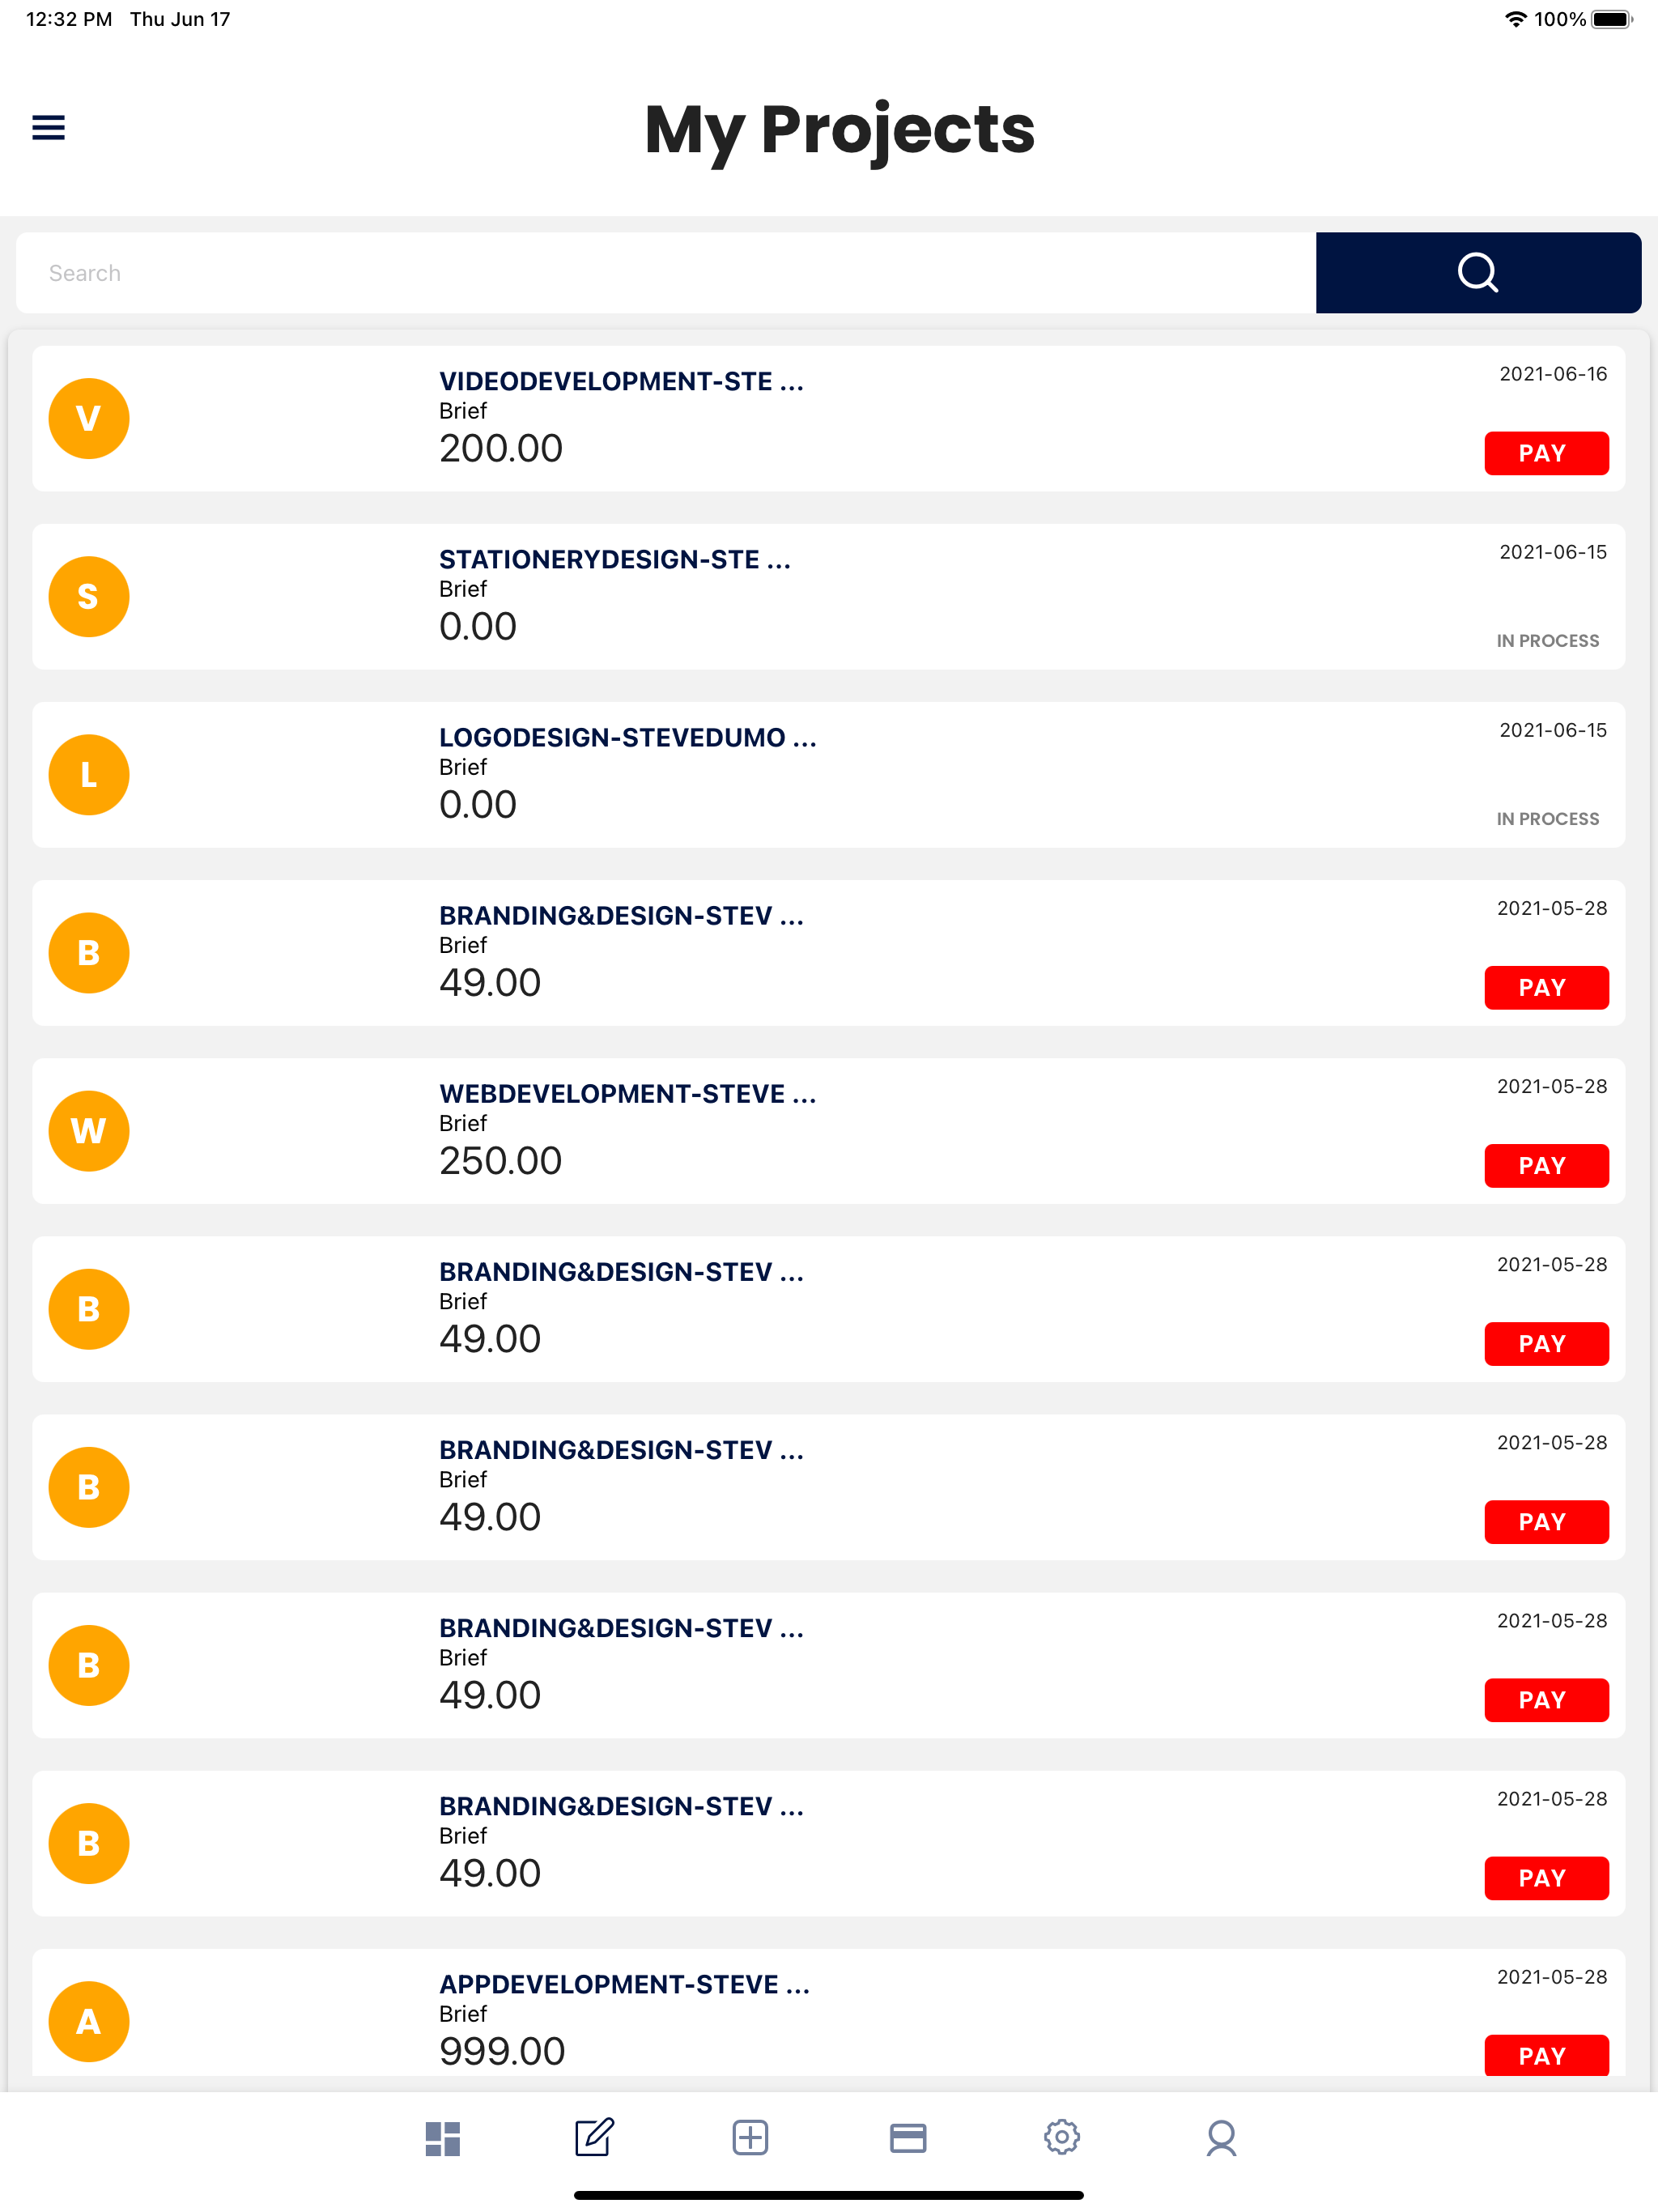 12:32 PM Thu Jun 17 100%
My Projects
Search
V
VIDEODEVELOPMENT-STE ...
Brief
200.00
2021-06-16
PAY
S
STATIONERYDESIGN-STE ...
Brief
0.00
2021-06-15
IN PROCESS
L
LOGODESIGN-STEVEDUMO ...
Brief
0.00
2021-06-15
IN PROCESS
B
BRANDING&DESIGN-STEV ...
Brief
49.00
2021-05-28
PAY
W
WEBDEVELOPMENT-STEVE ...
Brief
250.00
2021-05-28
PAY
B
BRANDING&DESIGN-STEV ...
Brief
49.00
2021-05-28
PAY
B
BRANDING&DESIGN-STEV ...
Brief
49.00
2021-05-28
PAY
B
BRANDING&DESIGN-STEV ...
Brief
49.00
2021-05-28
PAY
B
BRANDING&DESIGN-STEV ...
Brief
49.00
2021-05-28
PAY
A
APPDEVELOPMENT-STEVE ...
Brief
999.00
2021-05-28
PAY